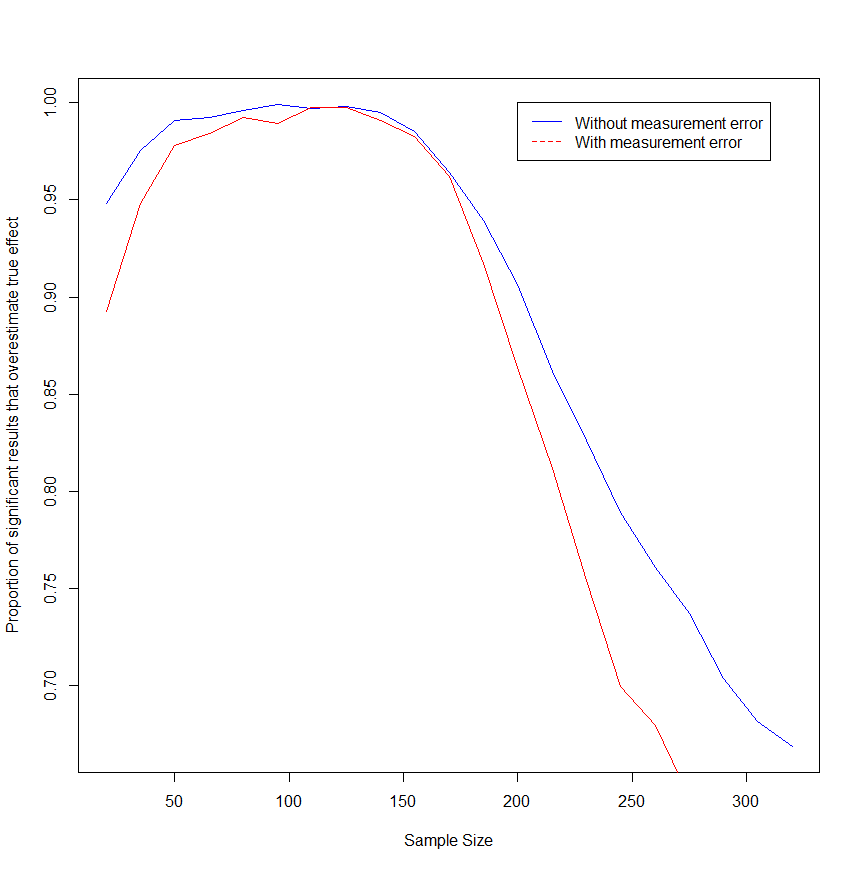 Without measurement error
With measurement error
Proportion of significant results that overestimate true effect
1.00
0.95
0.90
0.85
0.80
0.75
0.70
50 100 150 200 250 300
Sample Size